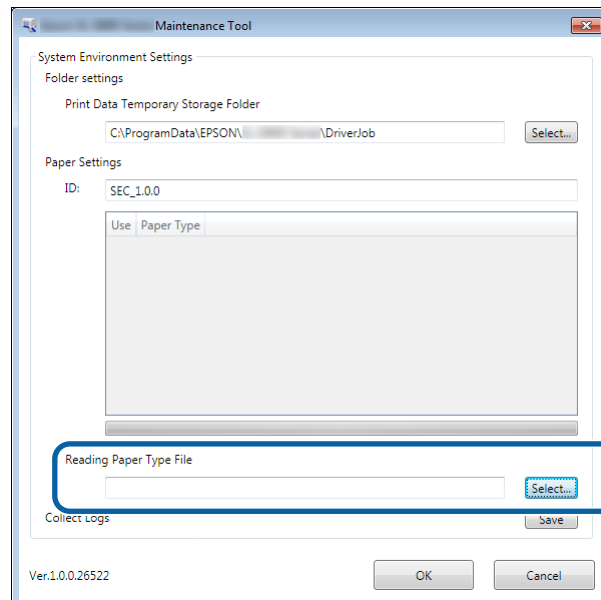 Maintenance Tool
System Environment Settings
Folder settings
Print Data Temporary Storage Folder
C:\ProgramData\EPSON\ \DriverJob
Select...
Paper Settings
ID:
SEC_1.0.0
Use Paper Type
Reading Paper Type File
Select...
Collect Logs
Save
Ver.1.0.0.26522
OK
Cancel